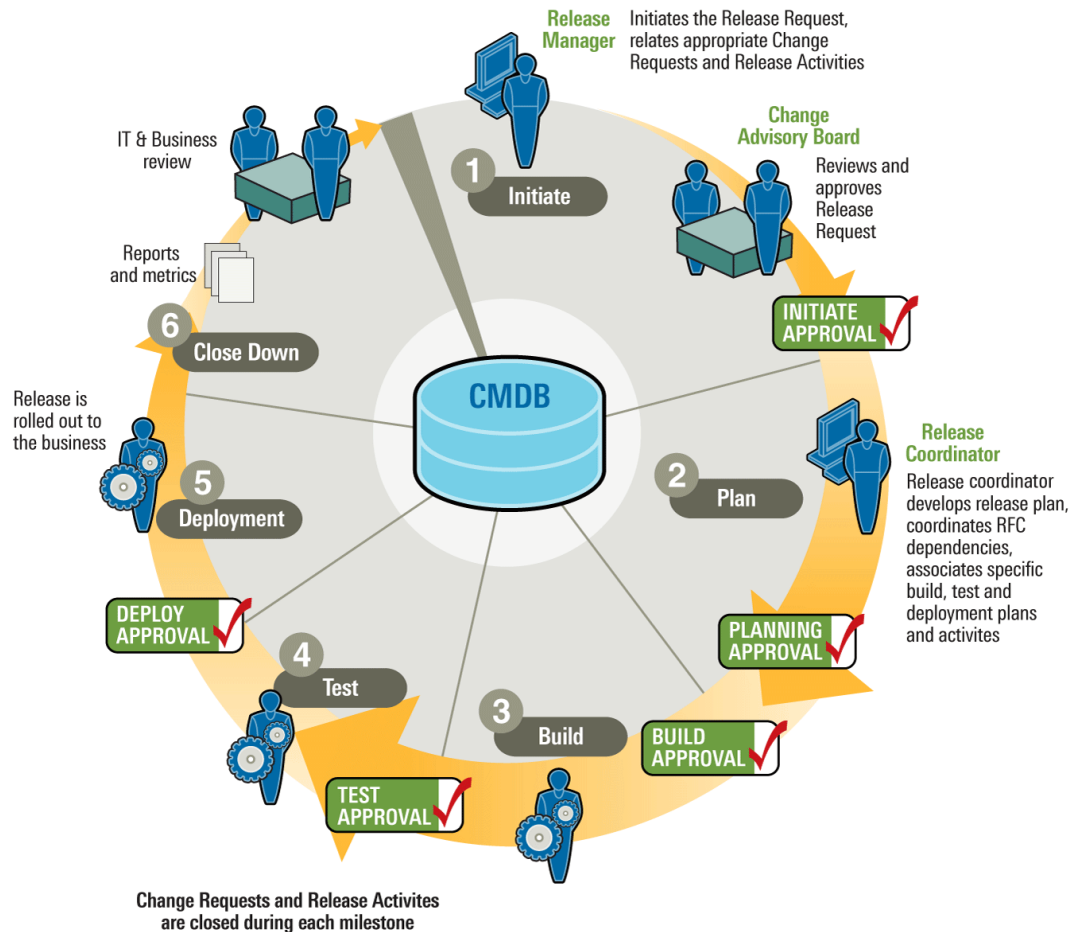 Release
Manager
Initiates the Release Request,
relates appropriate Change
Requests and Release Activities
Change
Advisory Board
Reviews and
approves
Release
Request
IT & Business
review
1
Initiate
Reports
and metrics
INITIATE
APPROVAL
6
Close Down
CMDB
Release is
rolled out to
the business
Release
Coordinator
Release coordinator
develops release plan,
coordinates RFC
dependencies,
associates specific
build, test and
deployment plans
and activites
2
Plan
5
Deployment
DEPLOY
APPROVAL
PLANNING
APPROVAL
4
Test
3
Build
BUILD
APPROVAL
TEST
APPROVAL
Change Requests and Release Activites
are closed during each milestone